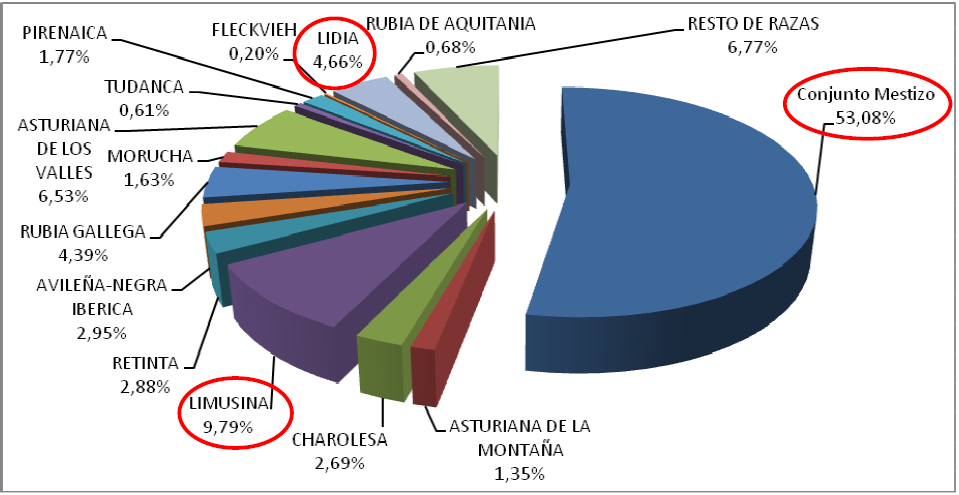 PIRENAICA
1,77%
FLECKVIEH
0,20%
LIDIA
4,66%
RUBIA DE AQUITANIA
0,68%
RESTO DE RAZAS
6,77%
TUDANCA
0,61%
Conjunto Mestizo
53,08%
ASTURIANA
DE LOS
VALLES
6,53%
MORUCHA
1,63%
RUBIA GALLEGA
4,39%
AVILEÑA-NEGRA
IBERICA
2,95%
RETINTA
2,88%
LIMUSINA
9,79%
CHAROLESA
2,69%
ASTURIANA DE LA
MONTAÑA
1,35%